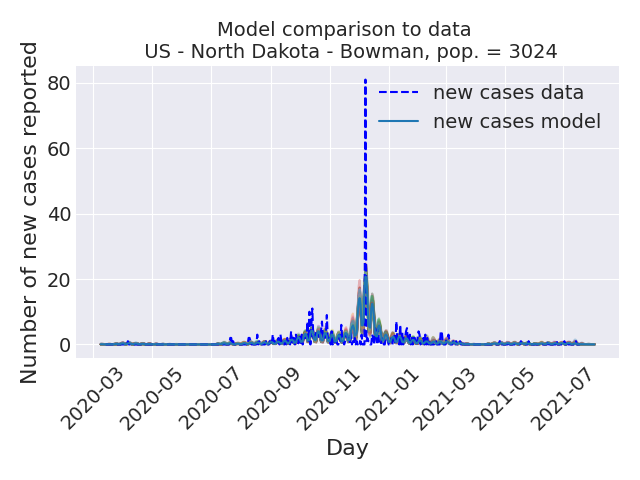 Model comparison to data
US - North Dakota - Bowman, pop. = 3024
Number of new cases reported
80
60
40
20
0
new cases data
new cases model
2020-03
2020-05
2020-07
2020-09
2020-11
2021-01
2021-03
2021-05
2021-07
Day